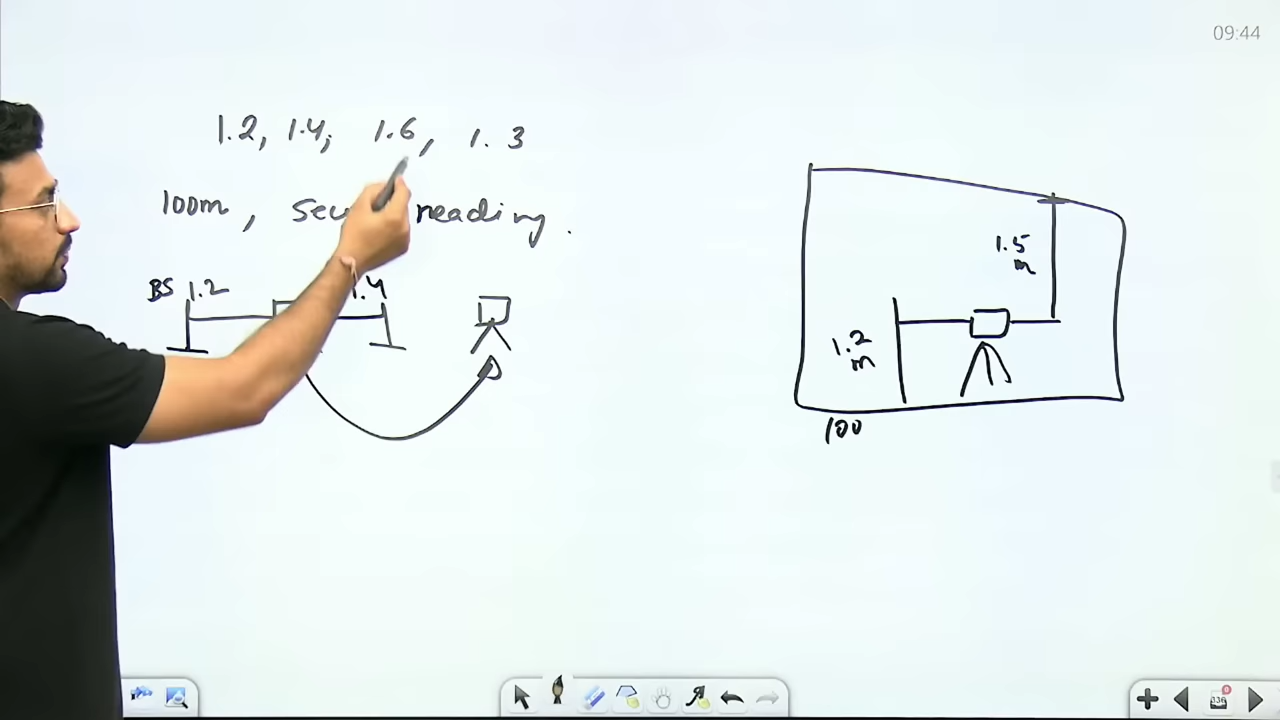 09:44
1.2, 1.4, 1.6, 1.3
100m, reading.
BS 1.2 1.4
1.5
m
1.2
m
100